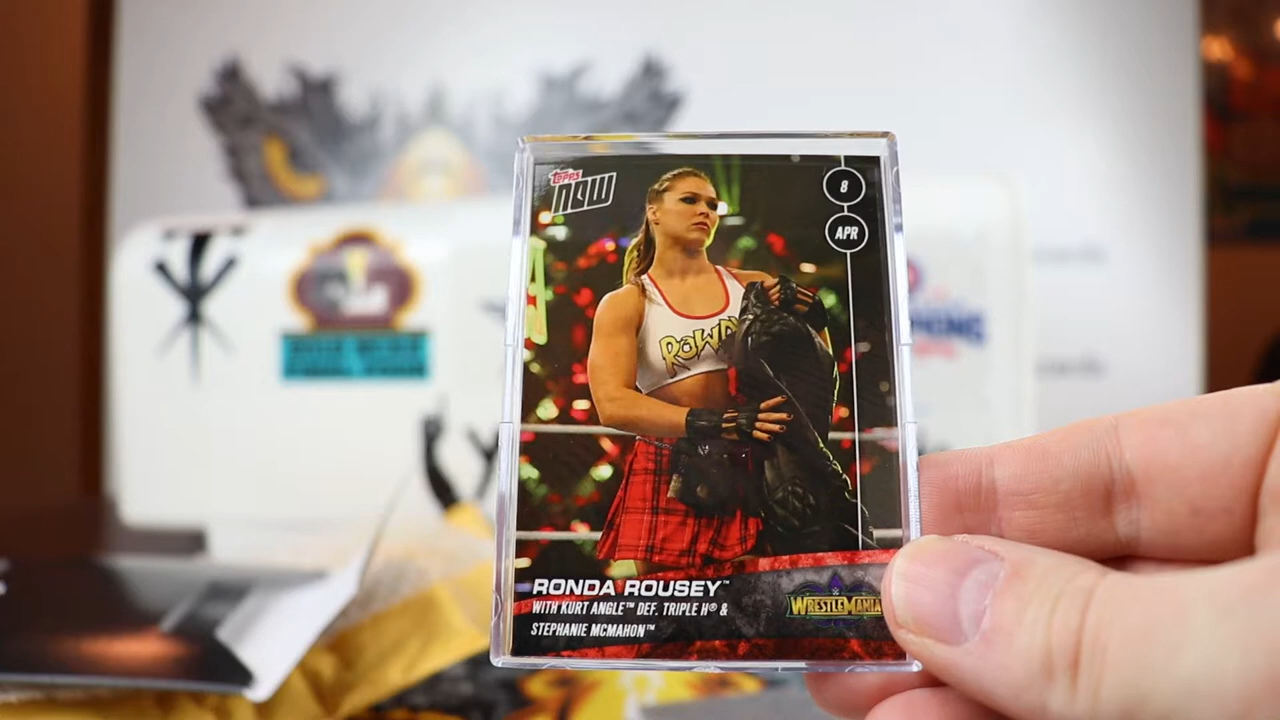 TOPPS
NOW
8
APR
ROWDY
RONDA ROUSEY™
WITH KURT ANGLE™ DEF. TRIPLE H® &
STEPHANIE MCMAHON™
WRESTLEMANIA